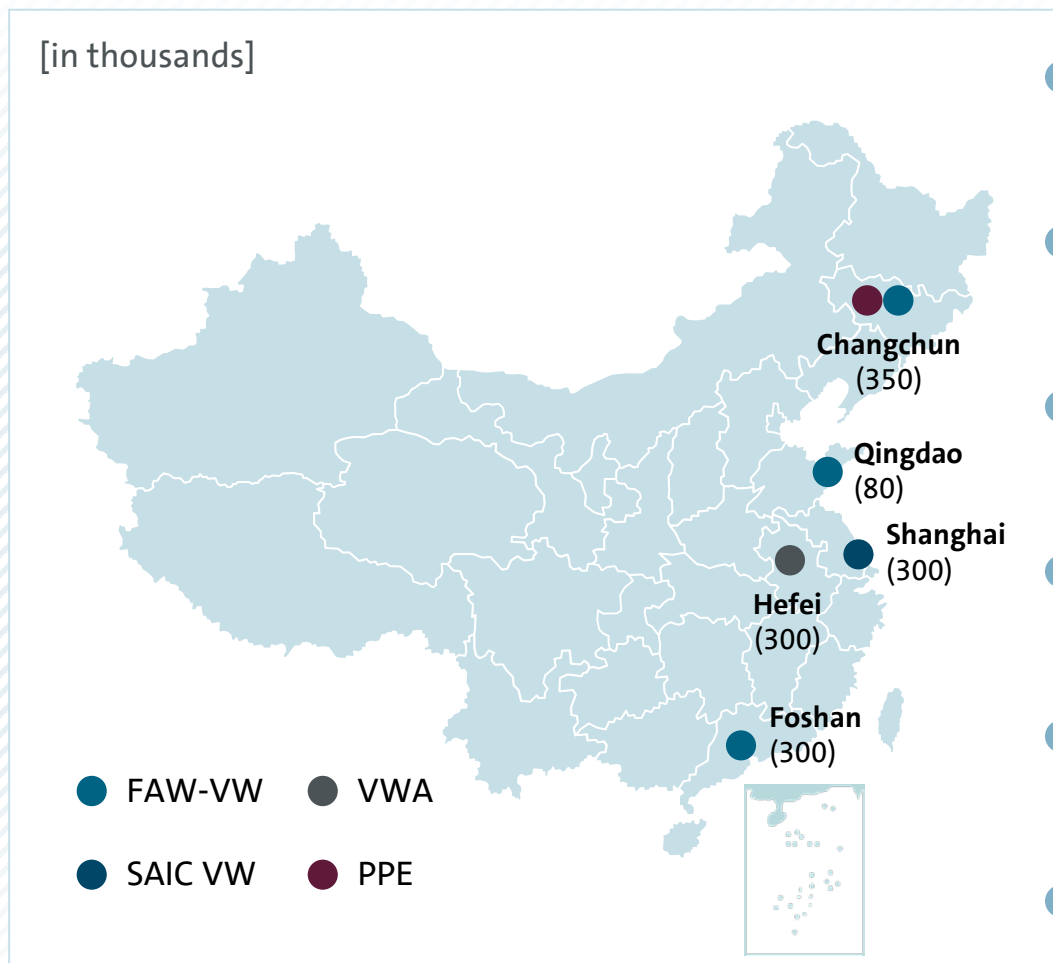 [in thousands]
Changchun
(350)
Qingdao
(80)
Shanghai
(300)
Hefei
(300)
Foshan
(300)
FAW-VW
VWA
SAIC VW
PPE